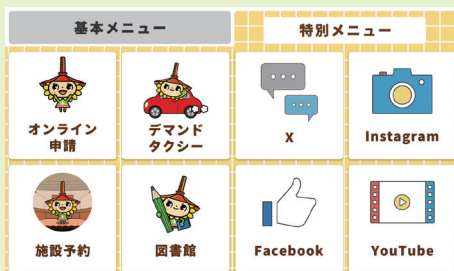 基本メニュー
特別メニュー
オンライン
申請
デマンド
タクシー
X
Instagram
施設予約
図書館
Facebook
YouTube